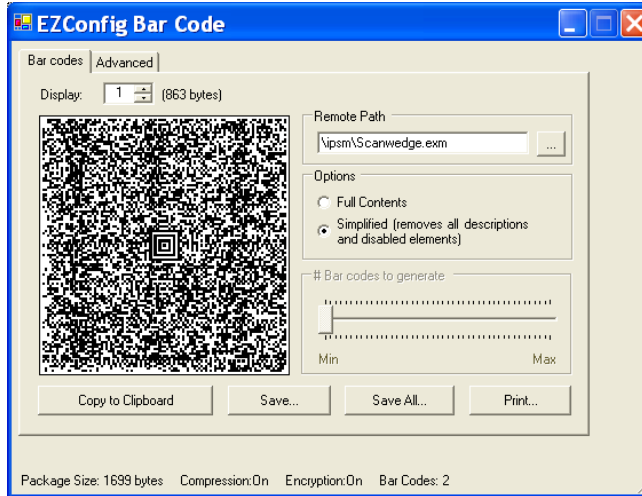 EZConfig Bar Code
Bar codes Advanced
Display: 1 (863 bytes)
Remote Path
\ipsm\Scanwedge.exm ...
Options
Full Contents
Simplified (removes all descriptions
and disabled elements)
# Bar codes to generate
Min Max
Copy to Clipboard Save... Save All... Print...
Package Size: 1699 bytes Compression:On Encryption:On Bar Codes: 2